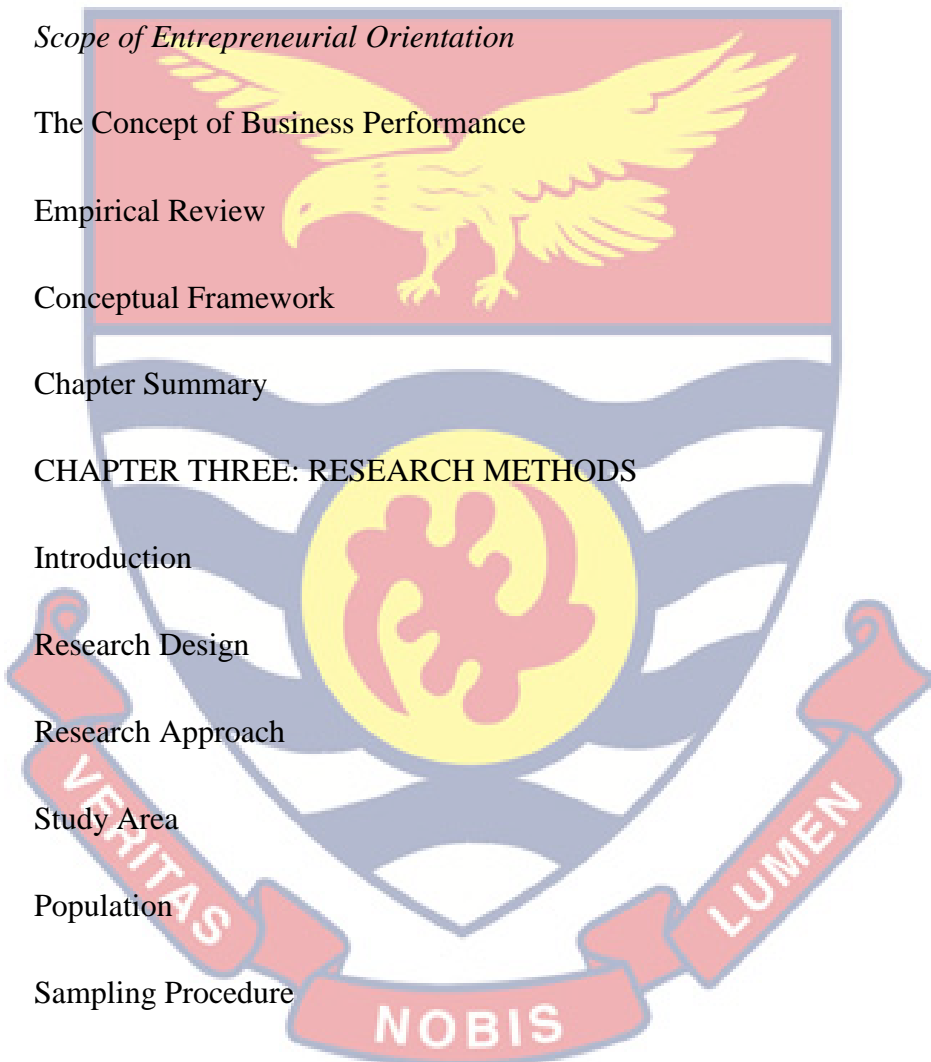 Scope of Entrepreneurial Orientation
The Concept of Business Performance
Empirical Review
Conceptual Framework
Chapter Summary
CHAPTER THREE: RESEARCH METHODS
Introduction
Research Design
Research Approach
Study Area
Population
Sampling Procedure
VERITAS
NOBIS
LUMEN